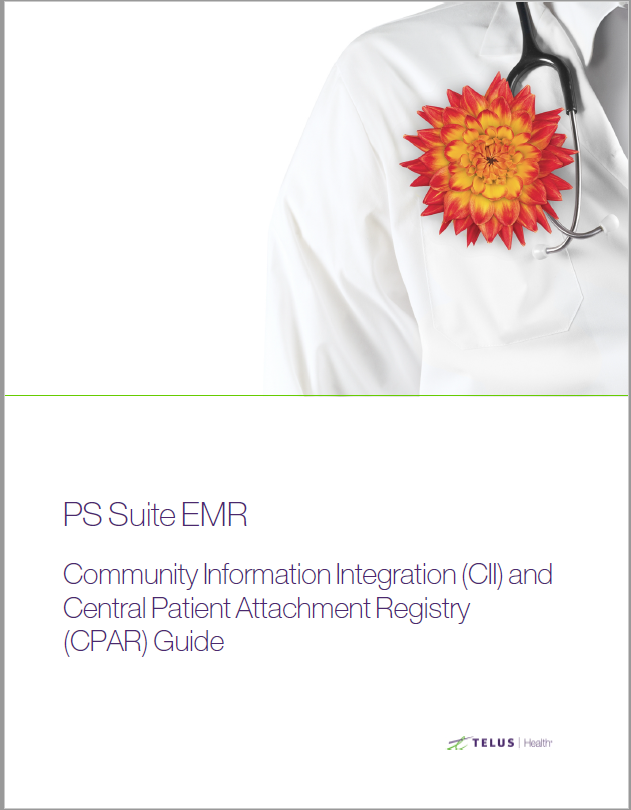 PS Suite EMR
Community Information Integration (CII) and
Central Patient Attachment Registry
(CPAR) Guide
TELUS | Health